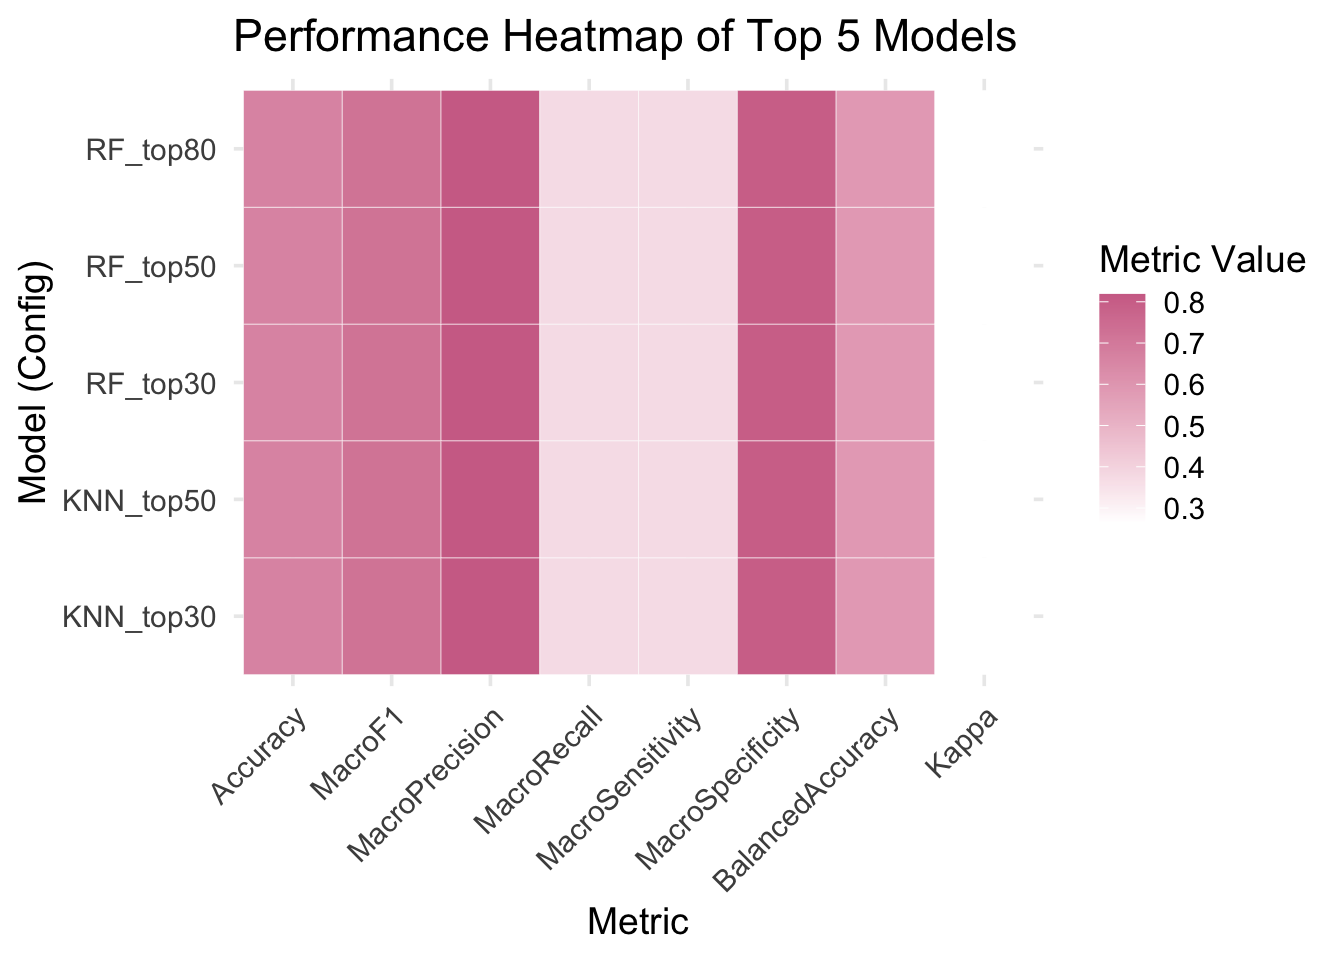 Performance Heatmap of Top 5 Models
Model (Config)
RF_top80
RF_top50
RF_top30
KNN_top50
KNN_top30
Accuracy
MacroF1
MacroPrecision
MacroRecall
MacroSensitivity
MacroSpecificity
BalancedAccuracy
Kappa
Metric
Metric Value
0.8
0.7
0.6
0.5
0.4
0.3